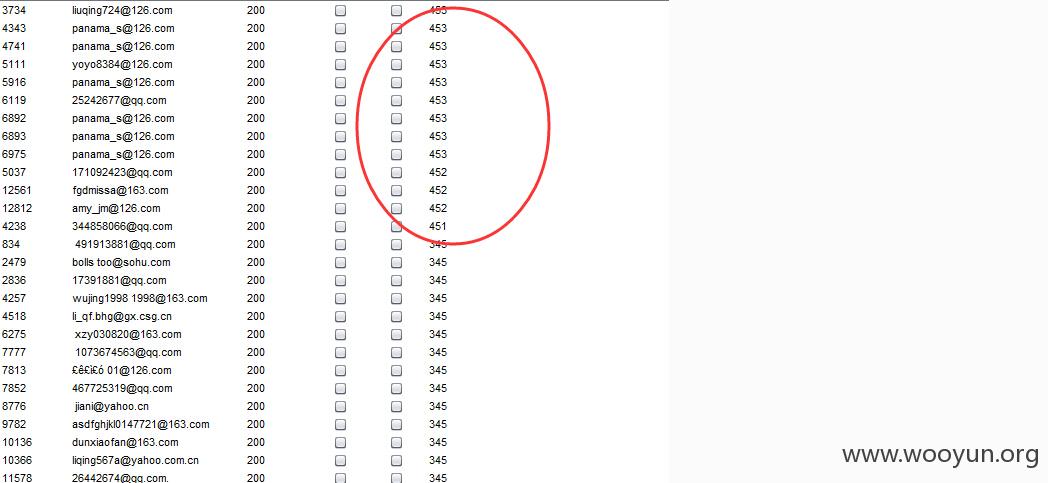 3734 liuqing724@126.com 200 453
4343 panama_s@126.com 200 453
4741 panama_s@126.com 200 453
5111 yoyo8384@126.com 200 453
5916 panama_s@126.com 200 453
6119 25242677@qq.com 200 453
6892 panama_s@126.com 200 453
6893 panama_s@126.com 200 453
6975 panama_s@126.com 200 453
5037 171092423@qq.com 200 452
12561 fgdmissa@163.com 200 452
12812 amy_jm@126.com 200 452
4238 344858066@qq.com 200 451
834 491913881@qq.com 200 345
2479 bolls too@sohu.com 200 345
2836 17391881@qq.com 200 345
4257 wujing1998 1998@163.com 200 345
4518 li_qf.bhg@gx.csg.cn 200 345
6275 xzy030820@163.com 200 345
7777 1073674563@qq.com 200 345
7813 £ê£ì£ó 01@126.com 200 345
7852 467725319@qq.com 200 345
8776 jiani@yahoo.cn 200 345
9782 asdfghjkl0147721@163.com 200 345
10136 dunxiaofan@163.com 200 345
10366 liqing567a@yahoo.com.cn 200 345
11578 26442674@qq.com. 200 345
www.wooyun.org